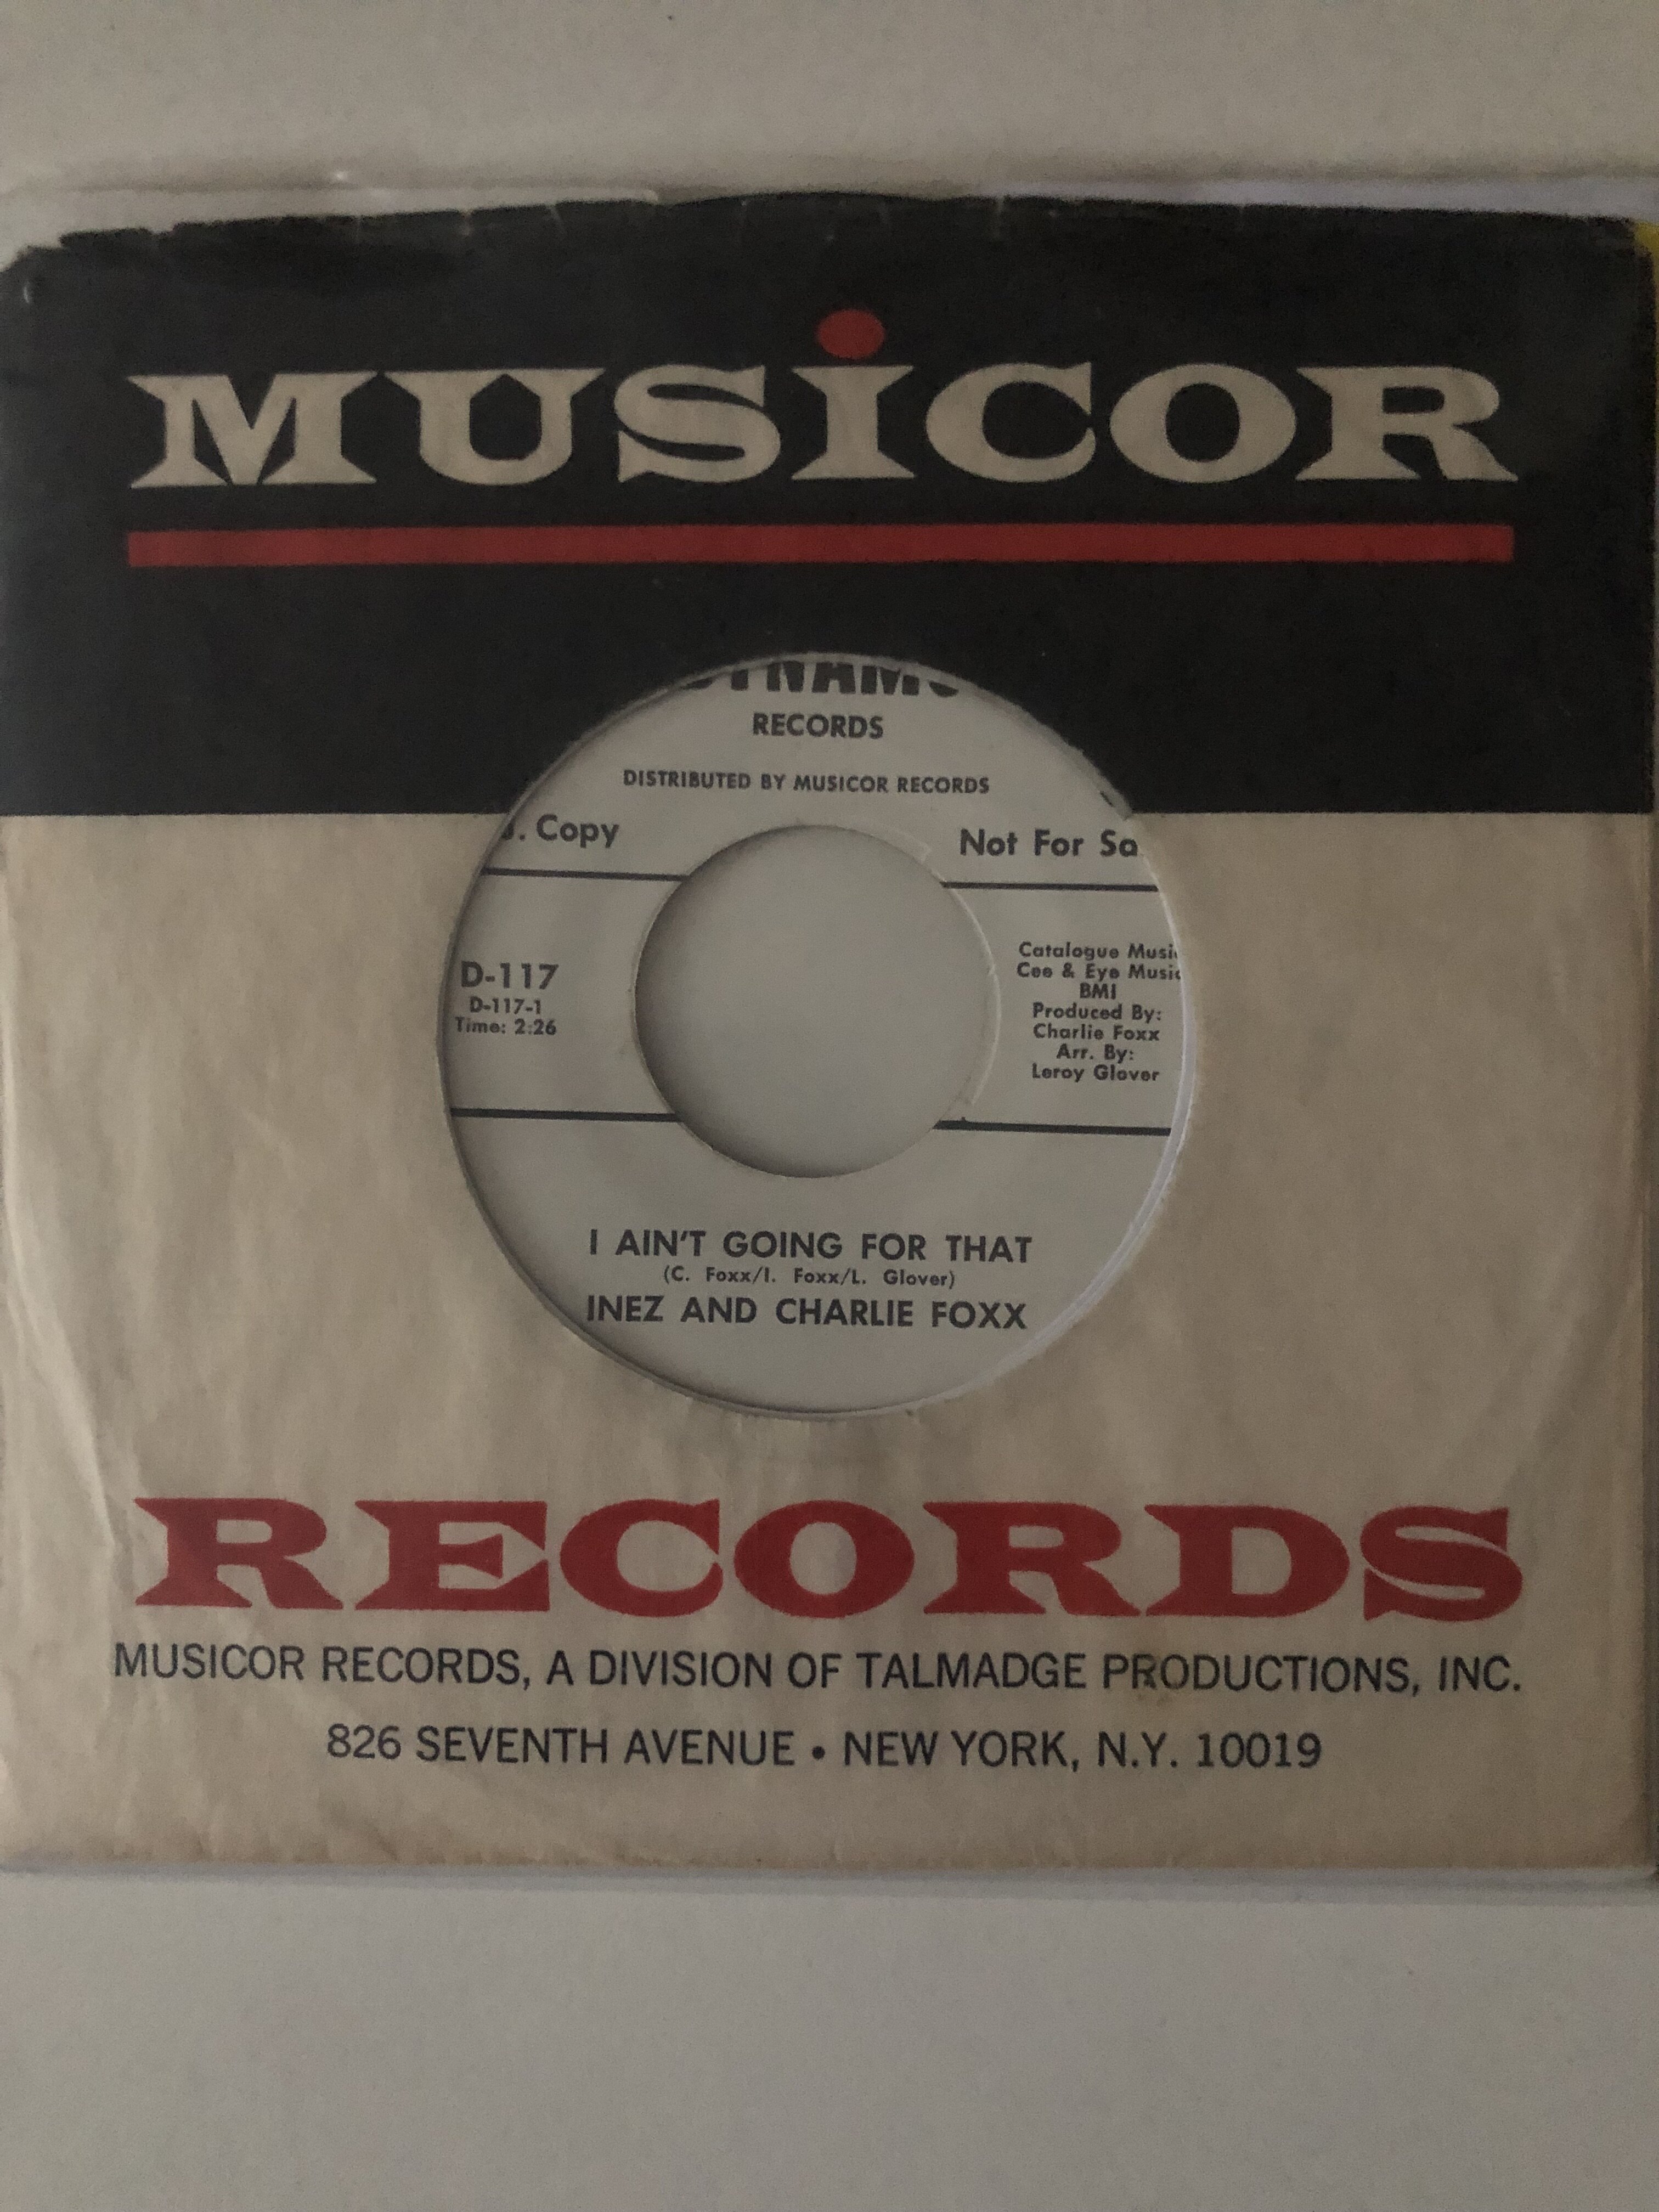 MUSiCOR
RECORDS
DISTRIBUTED BY MUSICOR RECORDS
. Copy
Not For Sa
D-117
D-117-1
Time: 2:26
Catalogue Musi
Cee & Eye Music
BMI
Produced By:
Charlie Foxx
Arr. By:
Leroy Glover
I AIN'T GOING FOR THAT
(C. Foxx/I. Foxx/L. Glover)
INEZ AND CHARLIE FOXX
RECORDS
MUSICOR RECORDS, A DIVISION OF TALMADGE PRODUCTIONS, INC.
826 SEVENTH AVENUE • NEW YORK, N.Y. 10019